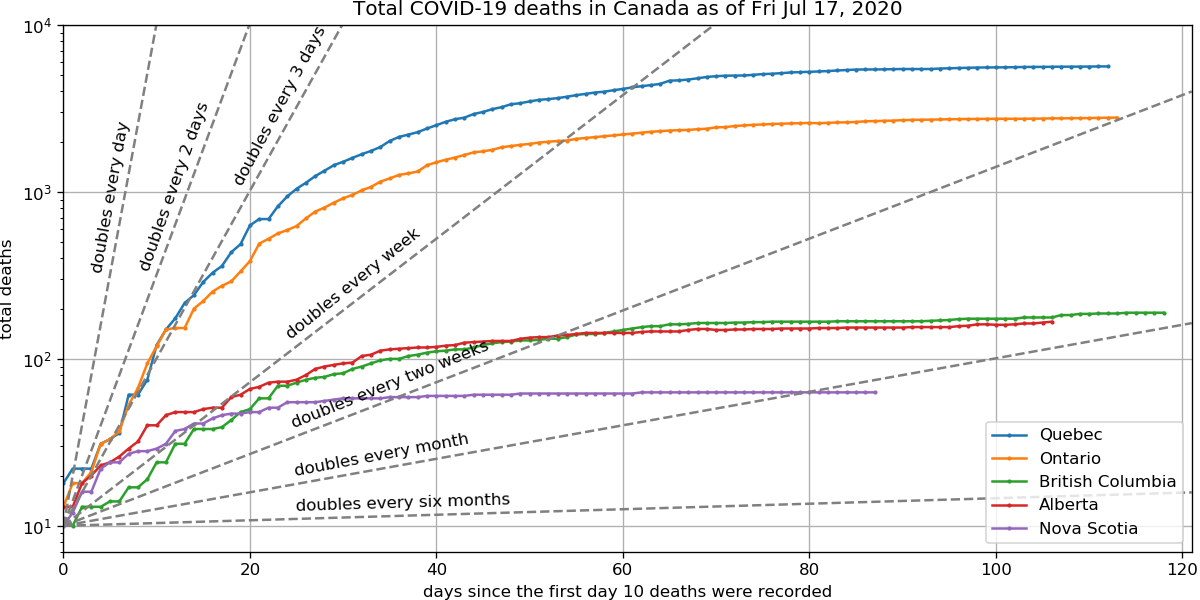 Total COVID-19 deaths in Canada as of Fri Jul 17, 2020
total deaths
10⁴
10³
10²
10¹
doubles every day
doubles every 2 days
doubles every 3 days
doubles every week
doubles every two weeks
doubles every month
doubles every six months
Quebec
Ontario
British Columbia
Alberta
Nova Scotia
0 20 40 60 80 100 120
days since the first day 10 deaths were recorded